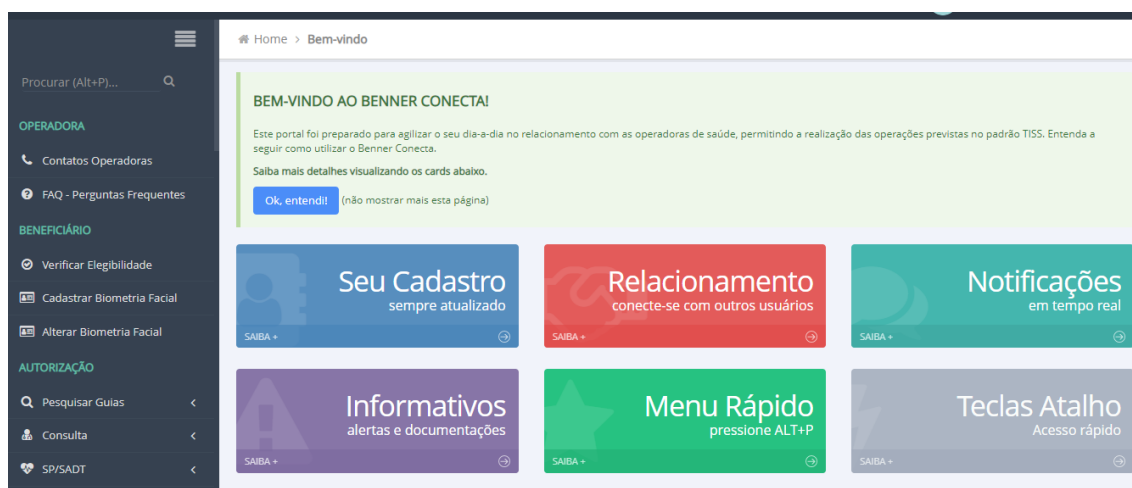 Home > Bem-vindo
Procurar (Alt+P)...
OPERADORA
Contatos Operadoras
FAQ - Perguntas Frequentes
BENEFICIÁRIO
Verificar Elegibilidade
Cadastrar Biometria Facial
Alterar Biometria Facial
AUTORIZAÇÃO
Pesquisar Guias
Consulta
SP/SADT
BEM-VINDO AO BENNER CONECTA!
Este portal foi preparado para agilizar o seu dia-a-dia no relacionamento com as operadoras de saúde, permitindo a realização das operações previstas no padrão TISS. Entenda a
seguir como utilizar o Benner Conecta.
Saiba mais detalhes visualizando os cards abaixo.
Ok, entendi! (não mostrar mais esta página)
Seu Cadastro
sempre atualizado
SAIBA +
Relacionamento
conecte-se com outros usuários
SAIBA +
Notificações
em tempo real
SAIBA +
Informativos
alertas e documentações
SAIBA +
Menu Rápido
pressione ALT+P
SAIBA +
Teclas Atalho
Acesso rápido
SAIBA +